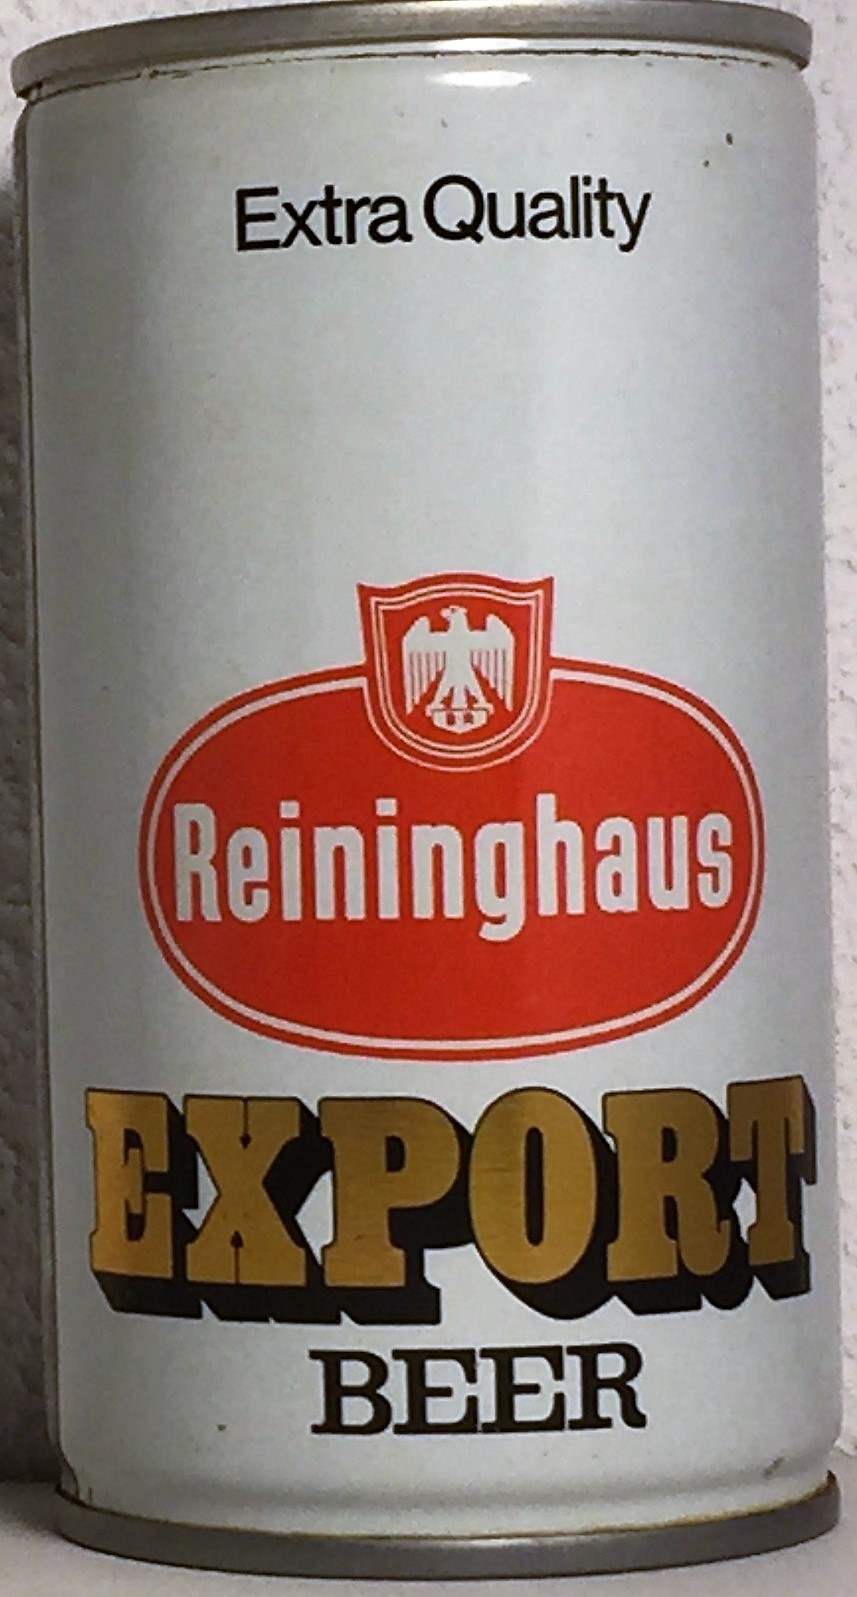 Extra Quality
Reininghaus
EXPORT
BEER